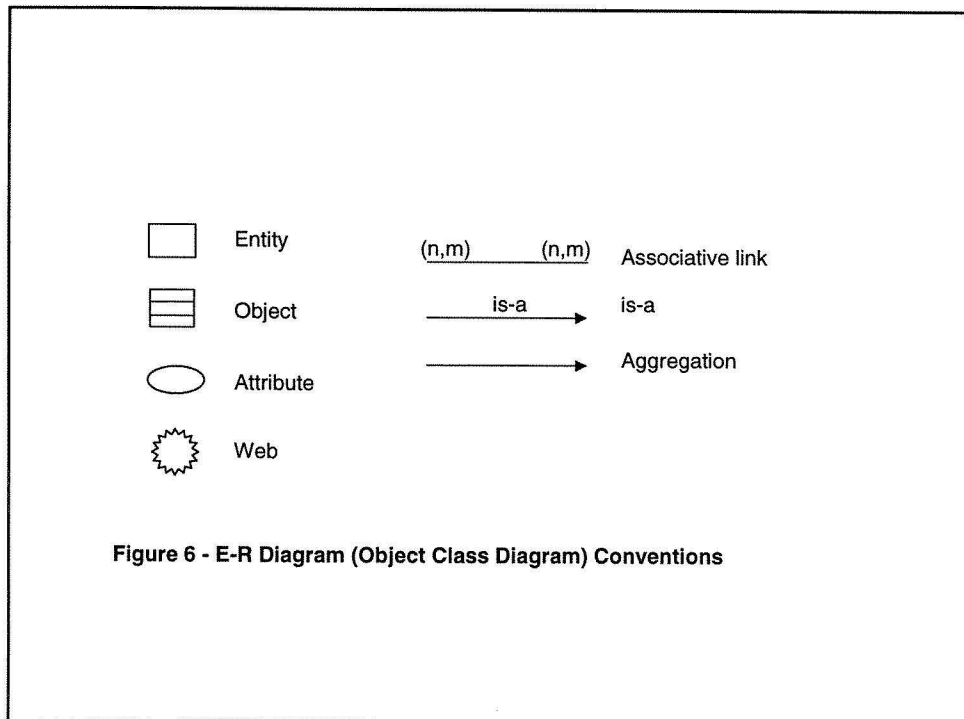 Entity
Object
Attribute
Web
(n,m) (n,m) Associative link
is-a is-a
Aggregation
Figure 6 - E-R Diagram (Object Class Diagram) Conventions